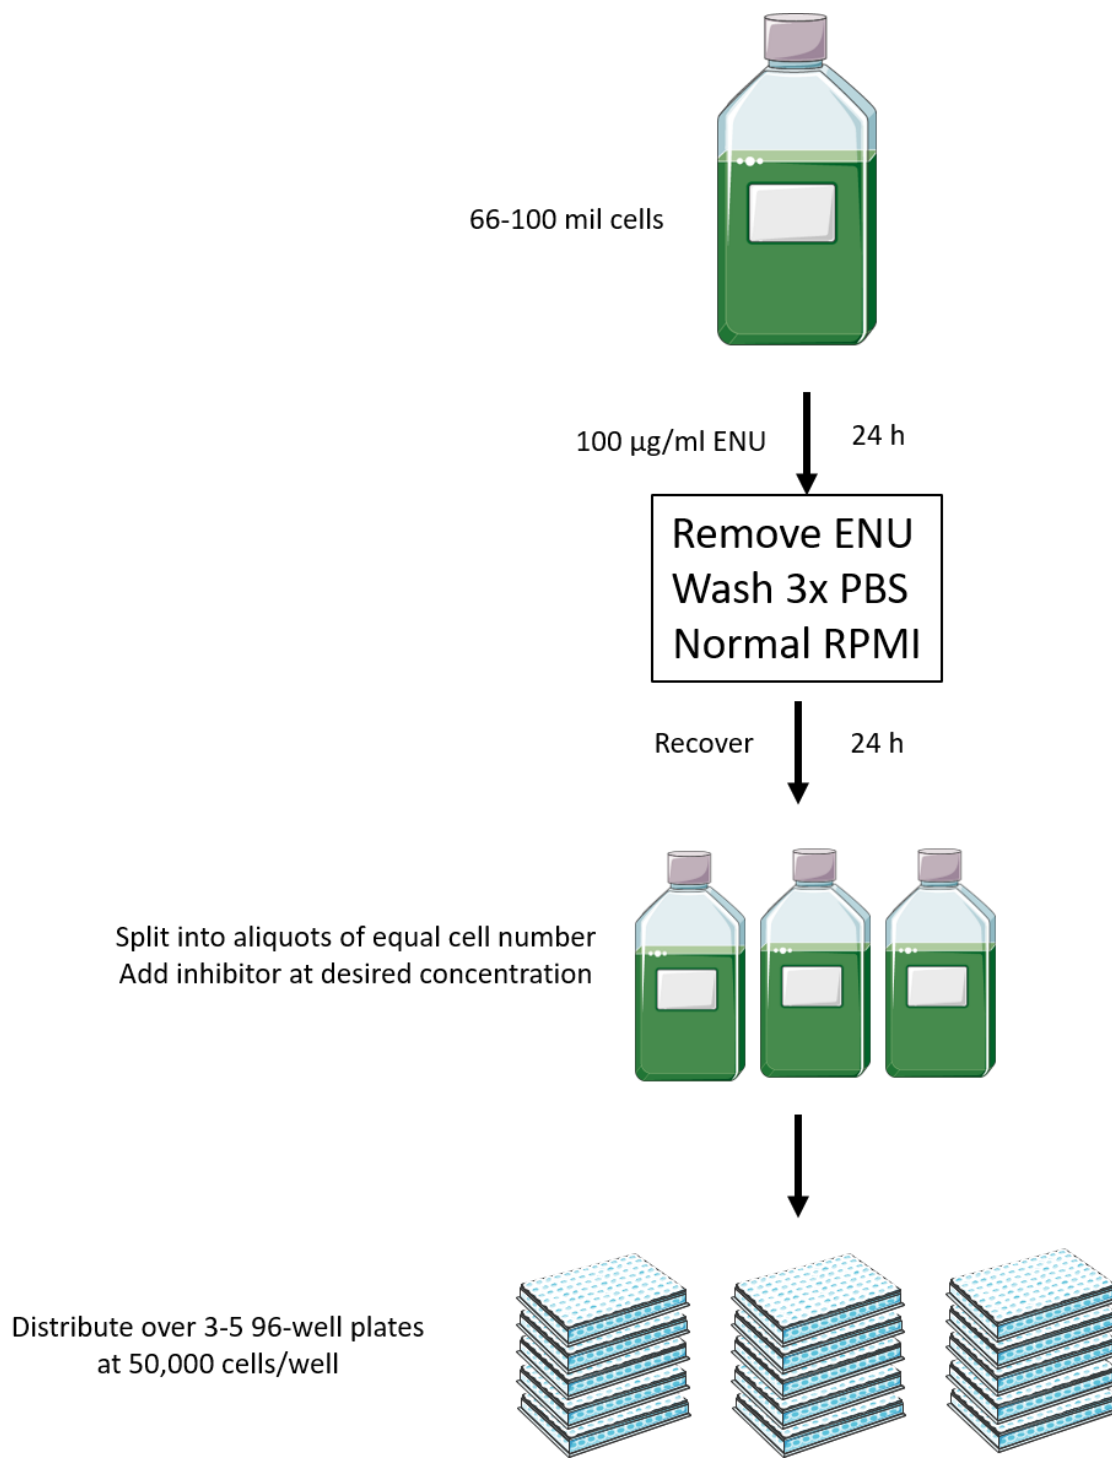 66-100 mil cells
100 µg/ml ENU
24 h
Remove ENU
Wash 3x PBS
Normal RPMI
Recover
24 h
Split into aliquots of equal cell number
Add inhibitor at desired concentration
Distribute over 3-5 96-well plates
at 50,000 cells/well